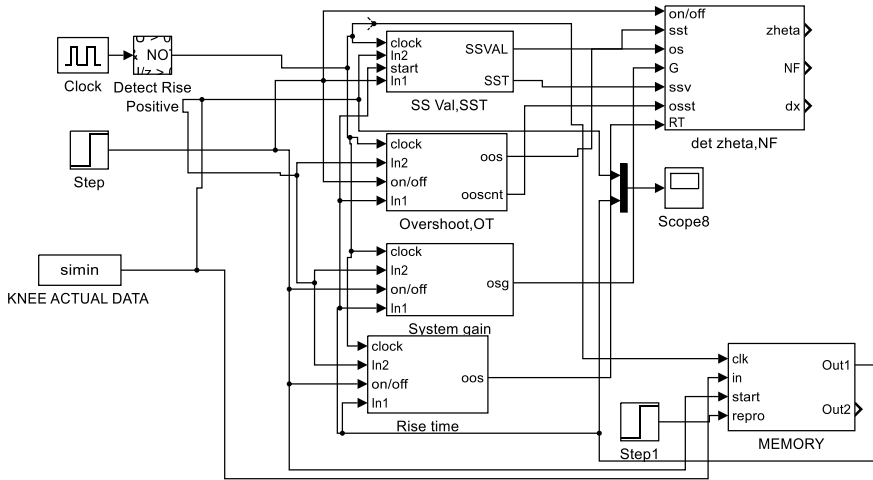 Clock
NO
Detect Rise
Positive
Step
simin
KNEE ACTUAL DATA
clock
In2
start
In1
SSVAL
SST
SS Val,SST
clock
In2
on/off
In1
oos
ooscnt
Overshoot,OT
clock
In2
on/off
In1
osg
System gain
clock
In2
on/off
In1
oos
Rise time
on/off
sst
os
G
ssv
osst
RT
zheta
NF
dx
det zheta,NF
Scope8
Step1
clk
in
start
repro
Out1
Out2
MEMORY